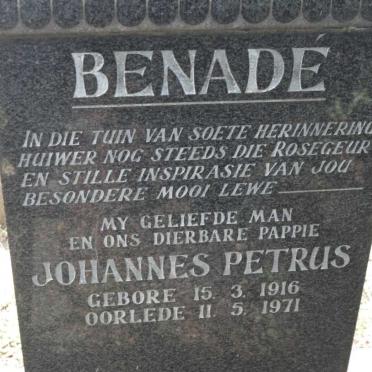 BENADÉ
IN DIE TUIN VAN SOETE HERINNERING
HUIWER NOG STEEDS DIE ROSEGEUR
EN STILLE INSPIRASIE VAN JOU
BESONDERE MOOI LEWE
MY GELIEFDE MAN
EN ONS DIERBARE PAPPIE
JOHANNES PETRUS
GEBORE 15. 3. 1916
OORLEDE 11. 5. 1971